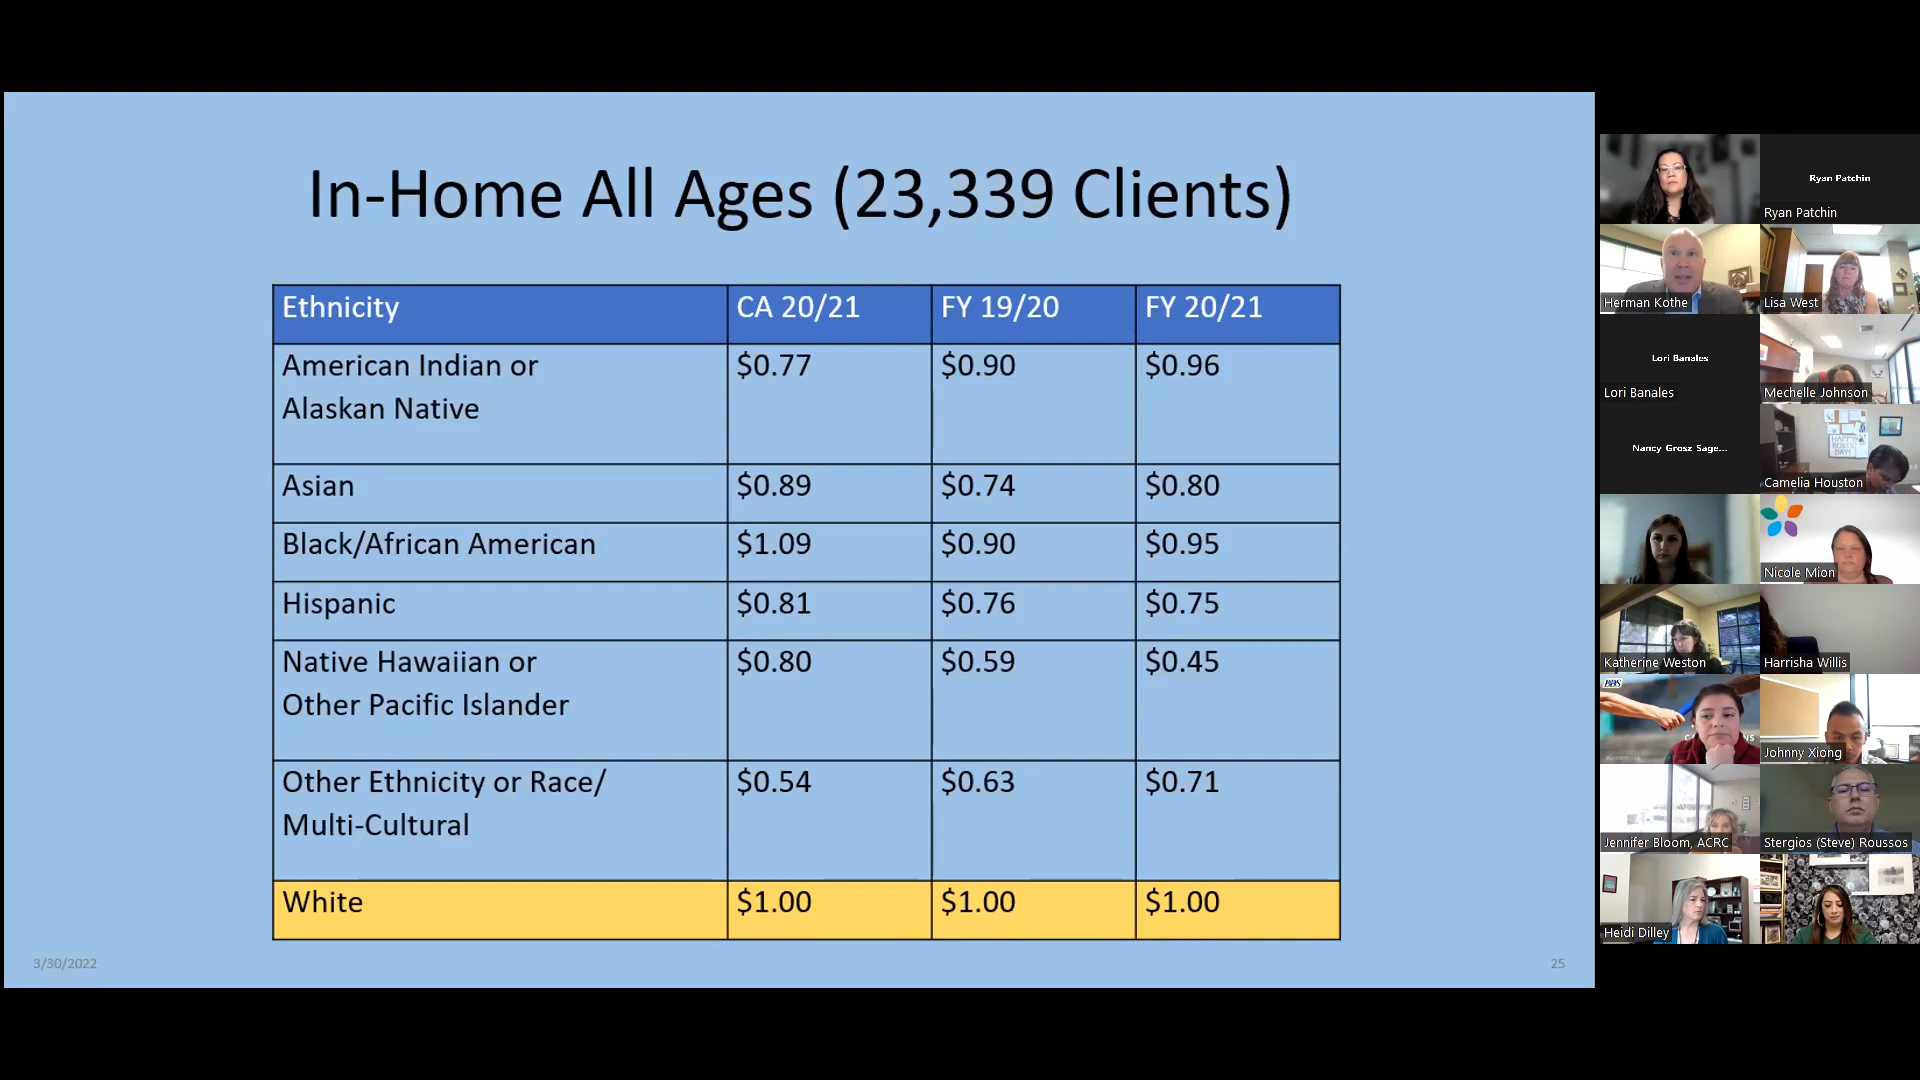 In-Home All Ages (23,339 Clients)
Ethnicity CA 20/21 FY 19/20 FY 20/21
American Indian or $0.77 $0.90 $0.96
Alaskan Native
Asian $0.89 $0.74 $0.80
Black/African American $1.09 $0.90 $0.95
Hispanic $0.81 $0.76 $0.75
Native Hawaiian or $0.80 $0.59 $0.45
Other Pacific Islander
Other Ethnicity or Race/ $0.54 $0.63 $0.71
Multi-Cultural
White $1.00 $1.00 $1.00
3/30/2022
25
Ryan Patchin
Ryan Patchin
Herman Kothe
Lisa West
Lori Banales
Lori Banales
Mechelle Johnson
Nancy Grosz Sage...
HAPPY
BOSS'S
DAY!
Camelia Houston
Nicole Mion
Katherine Weston
Harrisha Willis
BBS
Johnny Xiong
Jennifer Bloom, ACRC
Stergios (Steve) Roussos
Heidi Dilley